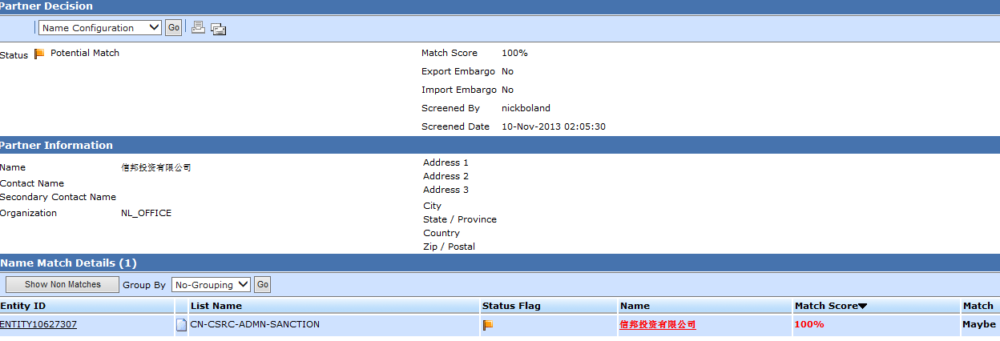 Partner Decision
Name Configuration Go
Status Potential Match Match Score 100%
Export Embargo No
Import Embargo No
Screened By nickboland
Screened Date 10-Nov-2013 02:05:30
Partner Information
Name 信邦投资有限公司 Address 1
Address 2
Contact Name
Address 3
Secondary Contact Name
City
Organization NL_OFFICE
State / Province
Country
Zip / Postal
Name Match Details (1)
Show Non Matches Group By No-Grouping Go
Entity ID List Name Status Flag Name Match Score Match
ENTITY10627307 CN-CSRC-ADMN-SANCTION 信邦投资有限公司 100% Maybe